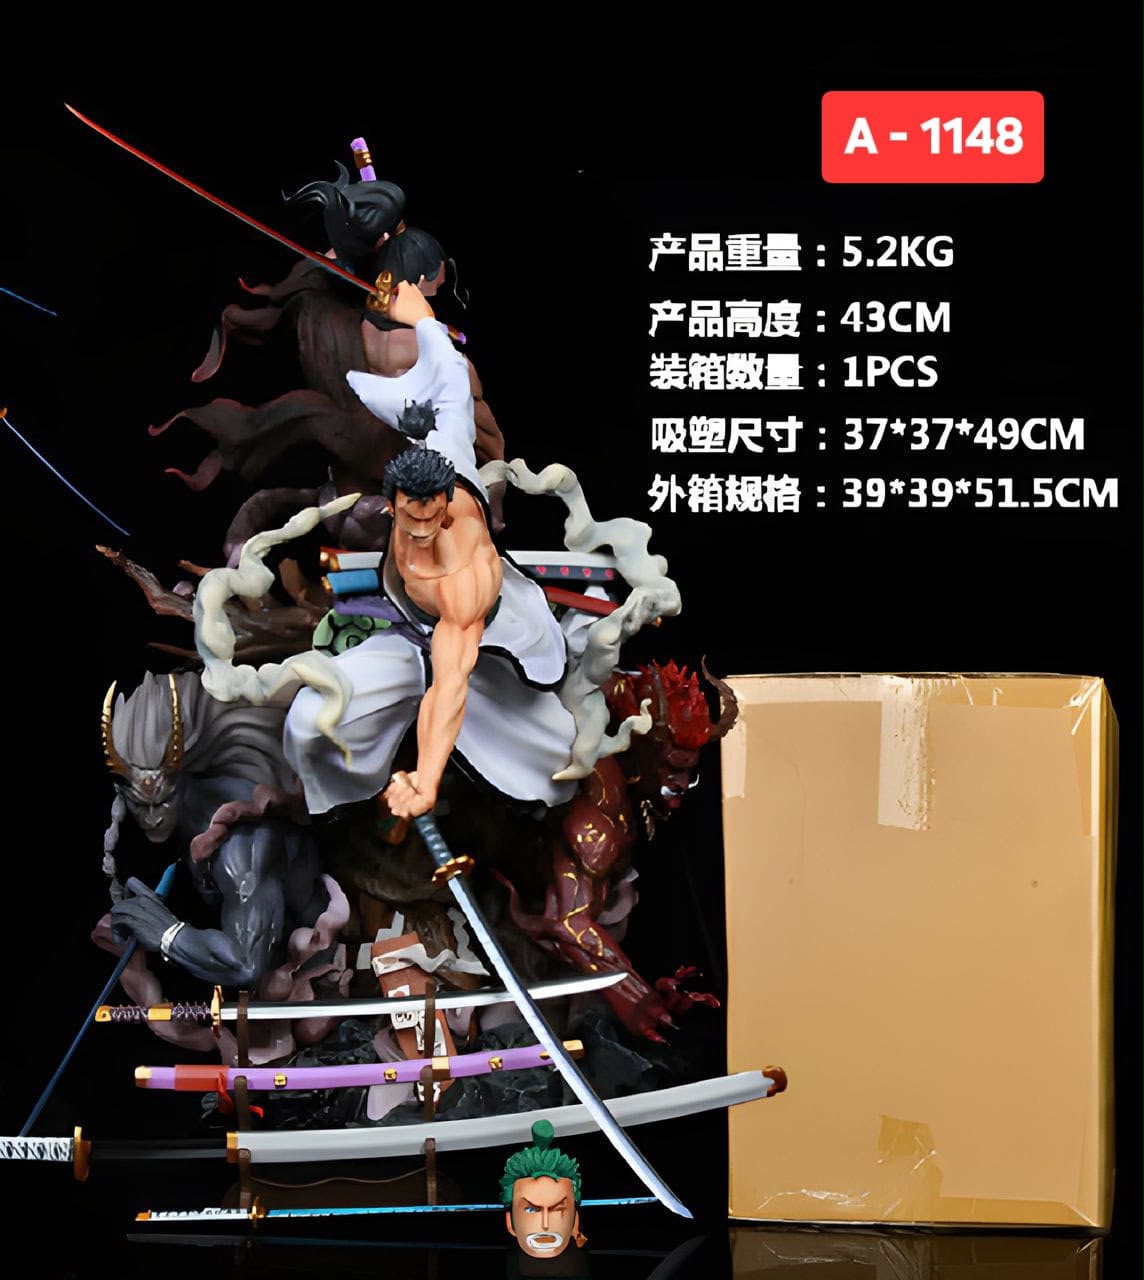 A - 1148
产品重量：5.2KG
产品高度：43CM
装箱数量：1PCS
吸塑尺寸：37*37*49CM
外箱规格：39*39*51.5CM